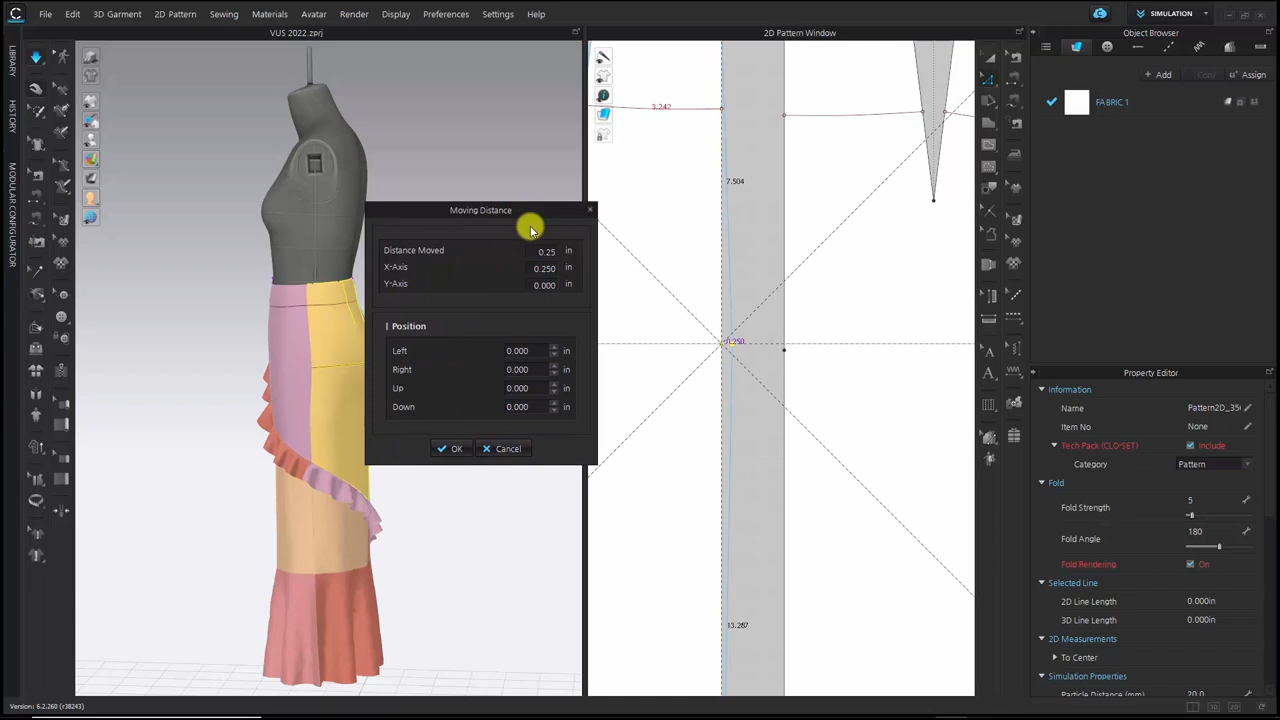 File Edit 3D Garment 2D Pattern Sewing Materials Avatar Render Display Preferences Settings Help
SIMULATION
VUS 2022.zprj
2D Pattern Window
Object Browser
LIBRARY
HISTORY
MODULAR CONFIGURATOR
Add
Copy
Assign
FABRIC 1
3.242
7.504
0.250
13.287
Moving Distance
Distance Moved 0.25 in
X-Axis 0.250 in
Y-Axis 0.000 in
Position
Left 0.000 in
Right 0.000 in
Up 0.000 in
Down 0.000 in
OK Cancel
Property Editor
Information
Name Pattern2D_35
Item No None
Tech Pack (CLO-SET) Include
Category Pattern
Fold
Fold Strength 5
Fold Angle 180
Fold Rendering On
Selected Line
2D Line Length 0.000in
3D Line Length 0.000in
2D Measurements
To Center
Simulation Properties
Particle Distance (mm) 20.0
Version: 6.2.260 (r38243)
3D 2D